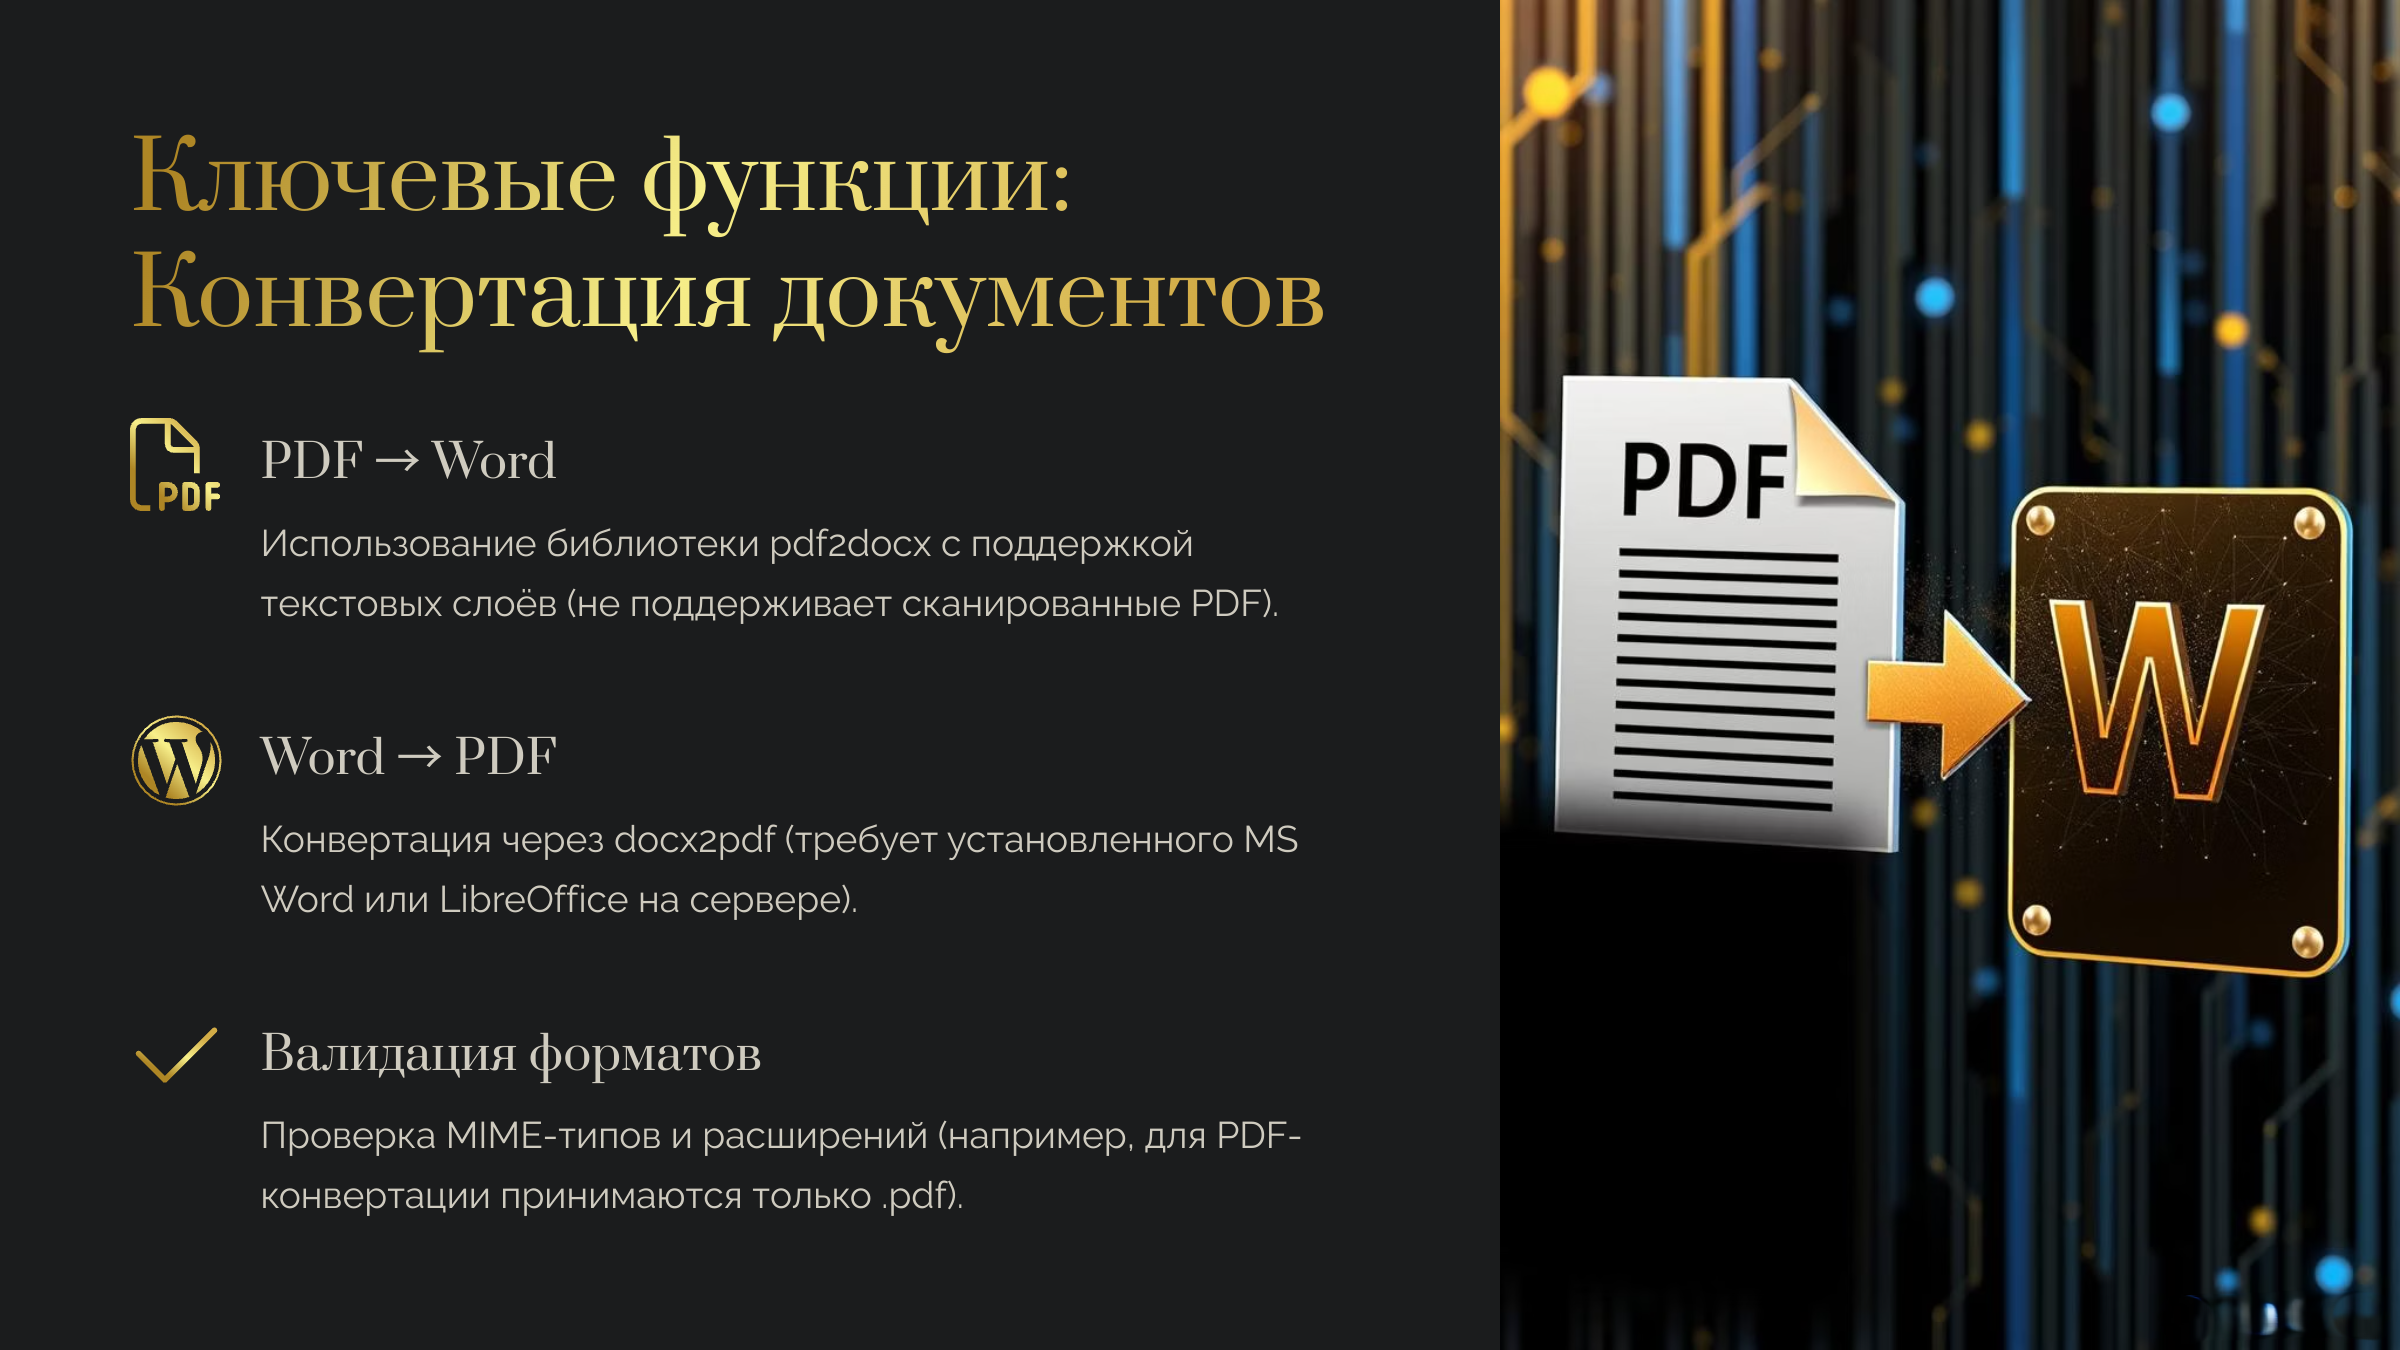 Ключевые функции:
Конвертация документов
PDF
PDF → Word
Использование библиотеки pdf2docx с поддержкой
текстовых слоёв (не поддерживает сканированные PDF).
W
Word → PDF
Конвертация через docx2pdf (требует установленного MS
Word или LibreOffice на сервере).
Валидация форматов
Проверка MIME-типов и расширений (например, для PDF-
конвертации принимаются только .pdf).
PDF
W